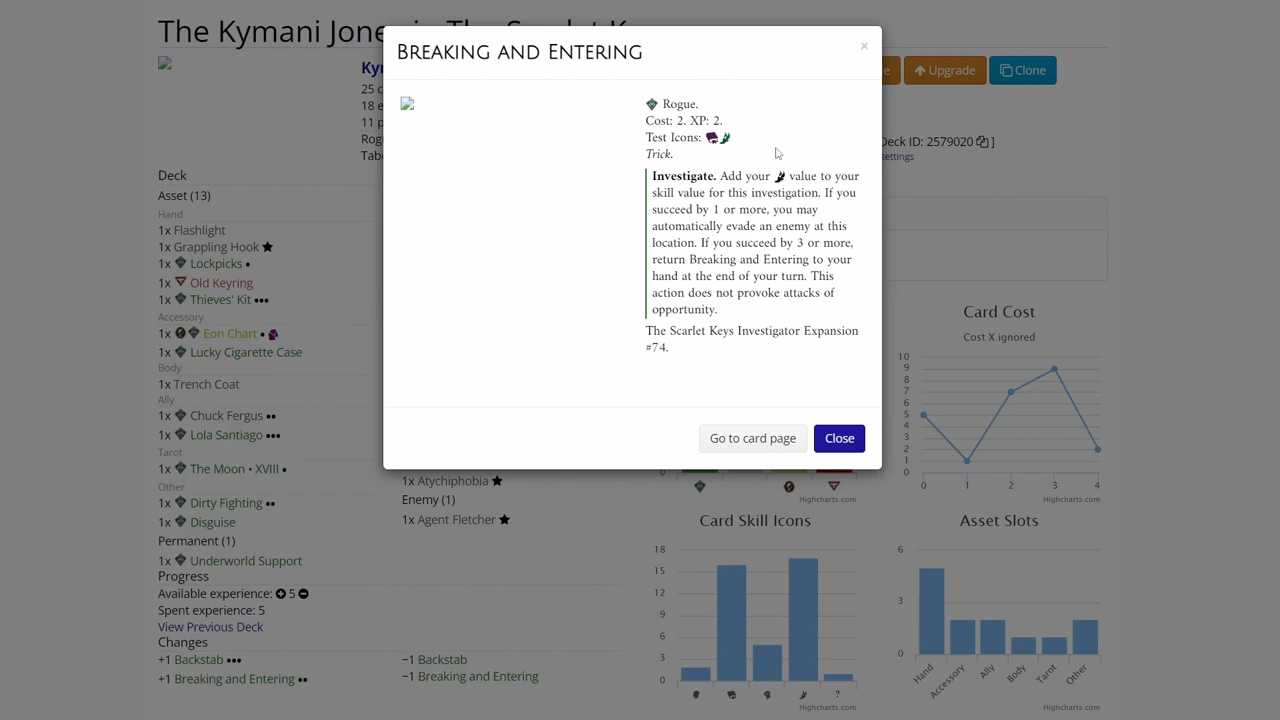 The Kymani Jone
BREAKING AND ENTERING
×
Upgrade
Clone
Ky
25 c
18 e
11 p
Rog
Tabe
Rogue.
Cost: 2. XP: 2.
Test Icons:
Trick.
Investigate. Add your value to your
skill value for this investigation. If you
succeed by 1 or more, you may
automatically evade an enemy at this
location. If you succeed by 3 or more,
return Breaking and Entering to your
hand at the end of your turn. This
action does not provoke attacks of
opportunity.
The Scarlet Keys Investigator Expansion
#74.
Go to card page
Close
Deck ID: 2579020 ]
settings
Deck
Asset (13)
Hand
1x Flashlight
1x Grappling Hook
1x Lockpicks •
1x Old Keyring
1x Thieves' Kit •••
Accessory
1x Eon Chart •
1x Lucky Cigarette Case
Body
1x Trench Coat
Ally
1x Chuck Fergus ••
1x Lola Santiago •••
Tarot
1x The Moon • XVIII •
Other
1x Dirty Fighting ••
1x Disguise
Permanent (1)
1x Underworld Support
1x Atychiphobia
Enemy (1)
1x Agent Fletcher
Progress
Available experience: 5
Spent experience: 5
View Previous Deck
Changes
+1 Backstab •••
+1 Breaking and Entering ••
−1 Backstab
−1 Breaking and Entering
Card Cost
Cost X ignored
10
9
8
7
6
5
4
3
2
1
0
0
1
2
3
4
Highcharts.com
0
Highcharts.com
Card Skill Icons
18
15
12
9
6
3
0
?
Highcharts.com
Asset Slots
6
3
0
Hand
Accessory
Ally
Body
Tarot
Other
Highcharts.com